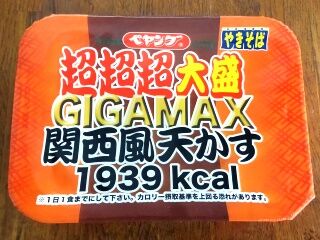 ペヤング
やきそば
超超超大盛
GIGAMAX
関西風天かす
1939 kcal
※1日1食までにして下さい。カロリー摂取基準を上回る恐れがあります。